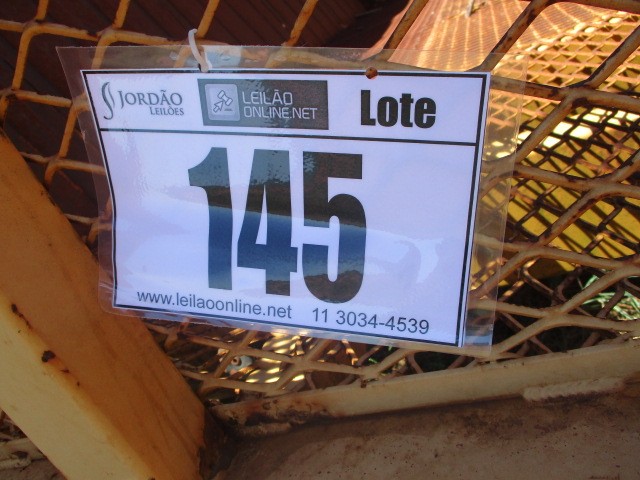 JORDÃO
LEILÕES
LEILÃO
ONLINE.NET
Lote
145
www.leilaoonline.net 11 3034-4539